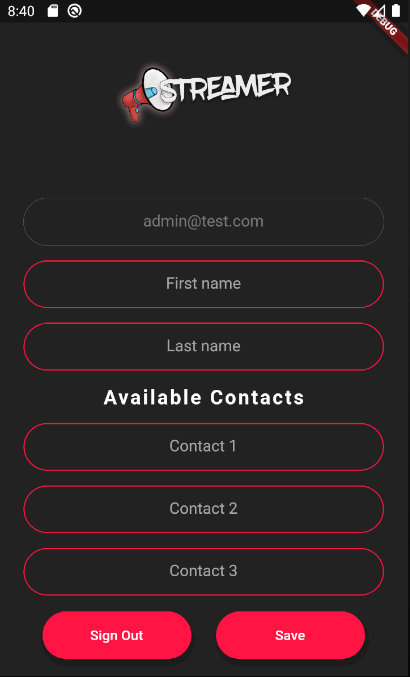 8:40
DEBUG
STREAMER
admin@test.com
First name
Last name
Available Contacts
Contact 1
Contact 2
Contact 3
Sign Out
Save